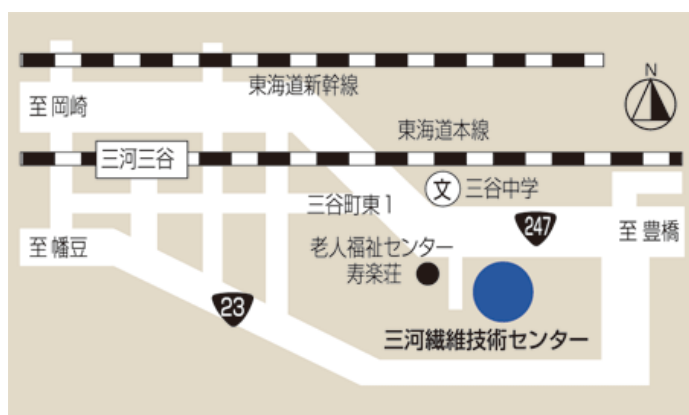 N
東海道新幹線
至岡崎
東海道本線
三河三谷
文
三谷中学
三谷町東1
247
至豊橋
至幡豆
老人福祉センター
寿楽荘
23
三河繊維技術センター